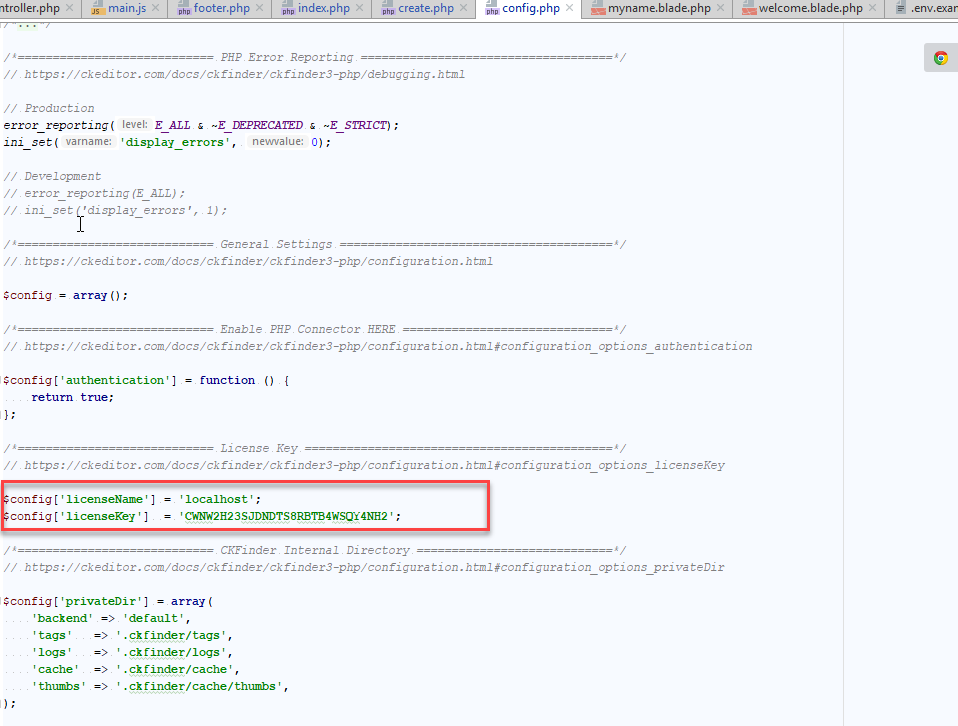 ntroller.php × main.js × footer.php × index.php × create.php × config.php × myname.blade.php × welcome.blade.php × .env.exan
/*..."/
/*============================ PHP Error Reporting ====================================*/
// https://ckeditor.com/docs/ckfinder/ckfinder3-php/debugging.html
// Production
error_reporting( level: E_ALL & ~E_DEPRECATED & ~E_STRICT);
ini_set( varname: 'display_errors', newvalue: 0);
// Development
// error_reporting(E_ALL);
// ini_set('display_errors', 1);
/*============================ General Settings =======================================*/
// https://ckeditor.com/docs/ckfinder/ckfinder3-php/configuration.html
$config = array();
/*============================ Enable PHP Connector HERE ==============================*/
// https://ckeditor.com/docs/ckfinder/ckfinder3-php/configuration.html#configuration_options_authentication
$config['authentication'] = function () {
return true;
};
/*============================ License Key ============================================*/
// https://ckeditor.com/docs/ckfinder/ckfinder3-php/configuration.html#configuration_options_licenseKey
$config['licenseName'] = 'localhost';
$config['licenseKey'] = 'CWNW2H23SJDNDTS8RBTB4WSQY4NH2';
/*============================ CKFinder Internal Directory ============================*/
// https://ckeditor.com/docs/ckfinder/ckfinder3-php/configuration.html#configuration_options_privateDir
$config['privateDir'] = array(
'backend' => 'default',
'tags' => '.ckfinder/tags',
'logs' => '.ckfinder/logs',
'cache' => '.ckfinder/cache',
'thumbs' => '.ckfinder/cache/thumbs',
);